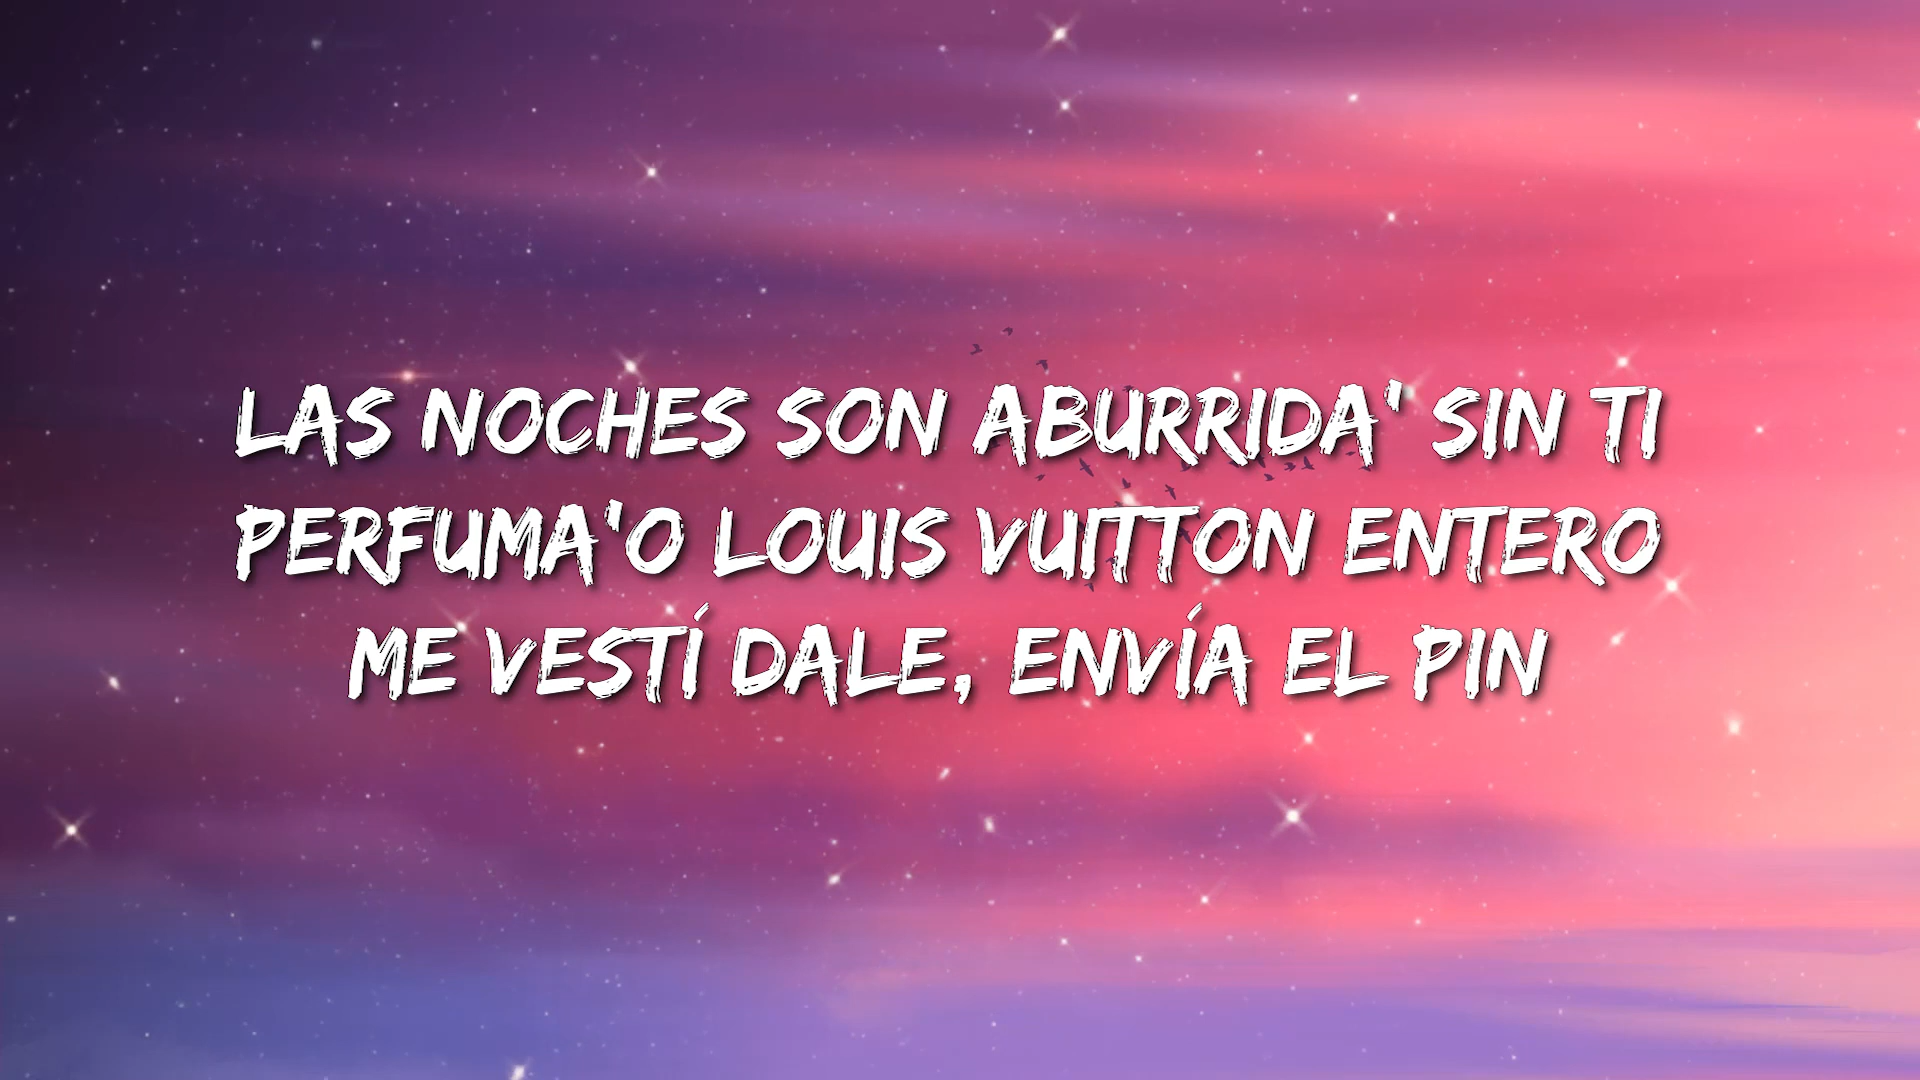 LAS NOCHES SON ABURRIDA' SIN TI
PERFUMA'O LOUIS VUITTON ENTERO
ME VESTÍ DALE, ENVÍA EL PIN